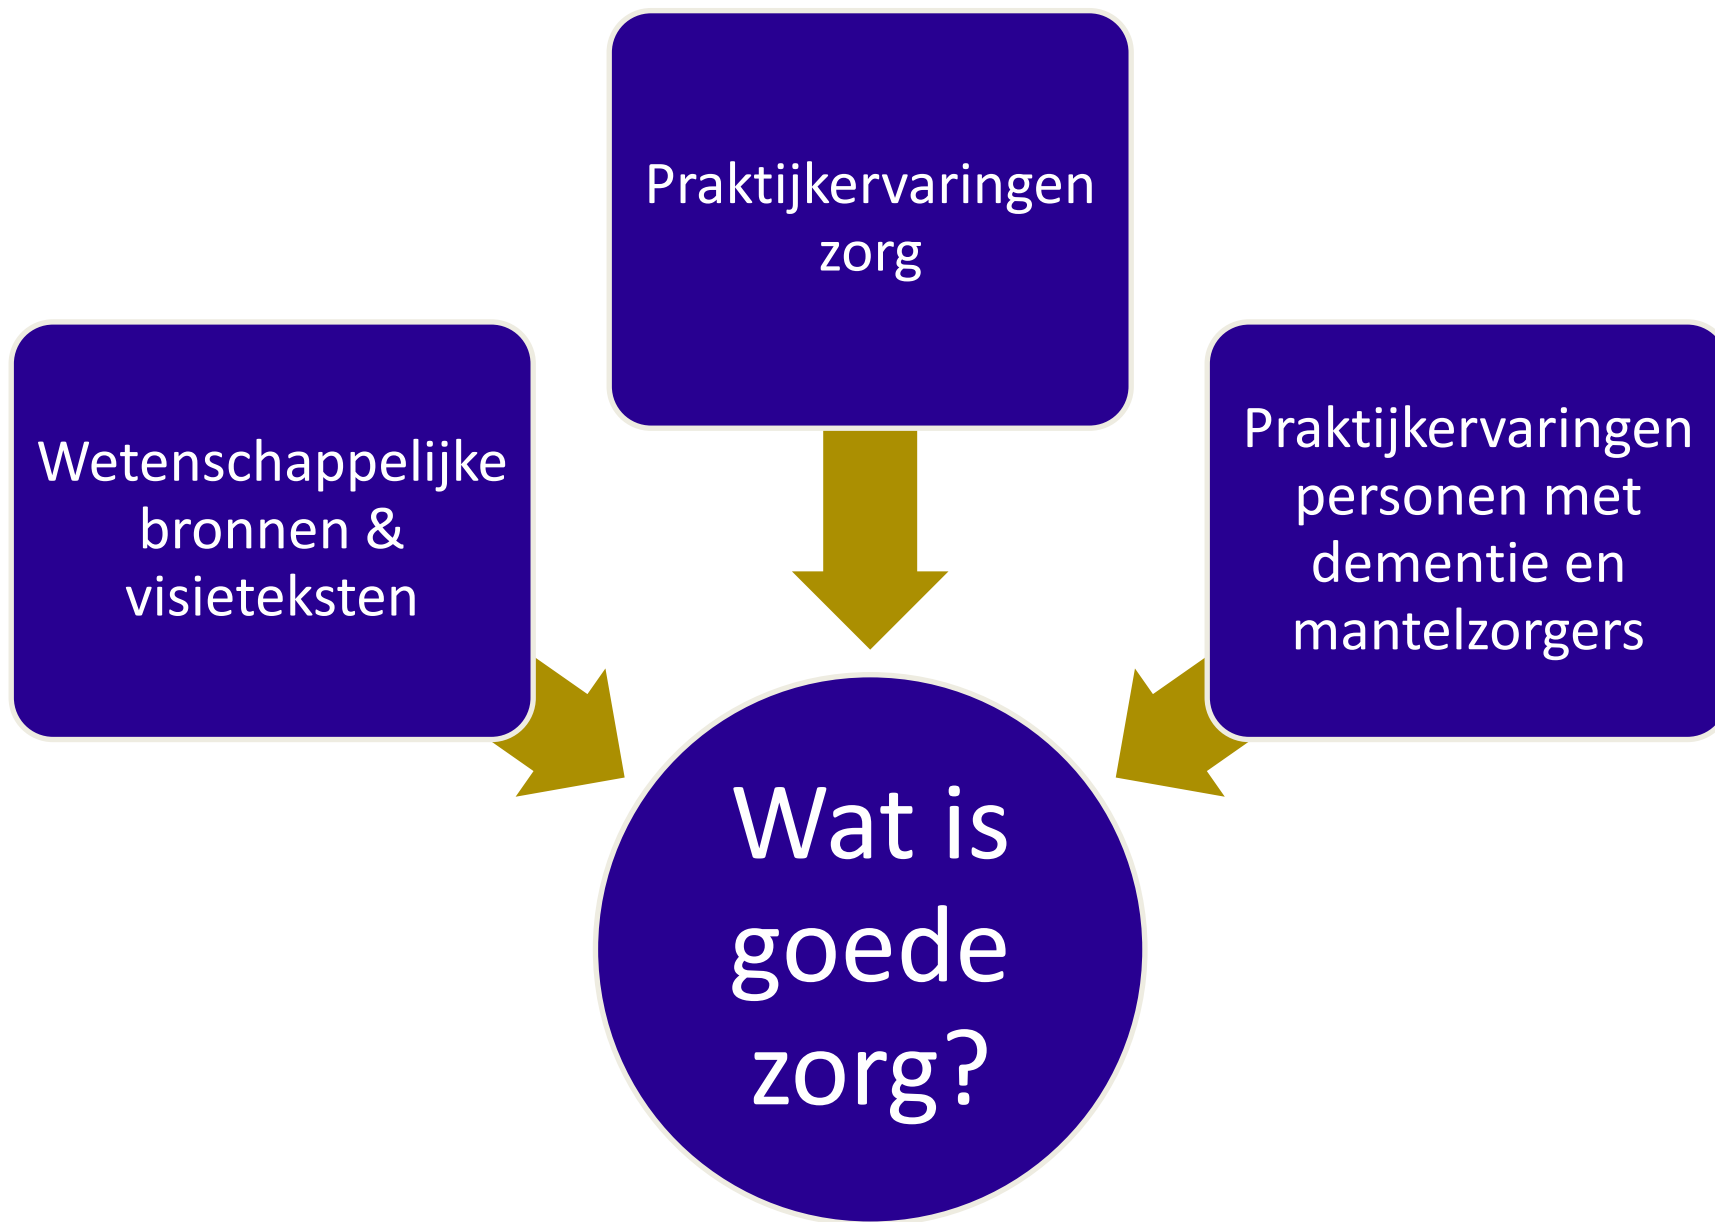 Praktijkervaringen
zorg
Wetenschappelijke
bronnen &
visieteksten
Praktijkervaringen
personen met
dementie en
mantelzorgers
Wat is
goede
zorg?